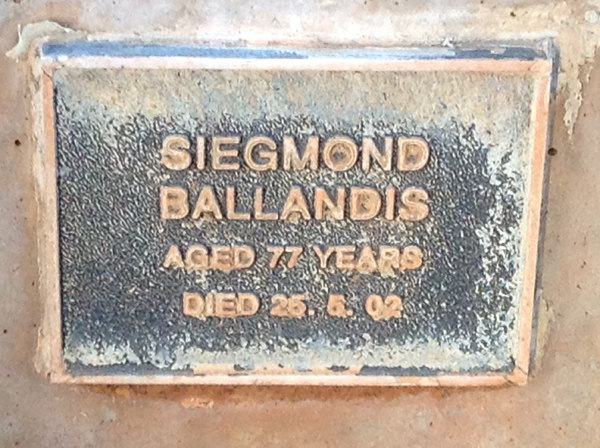 SIEGMOND
BALLANDIS
AGED 77 YEARS
DIED 25. 5. 02